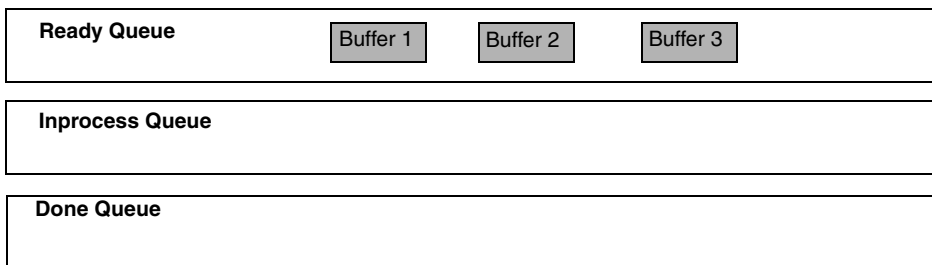 Ready Queue Buffer 1 Buffer 2 Buffer 3
Inprocess Queue
Done Queue